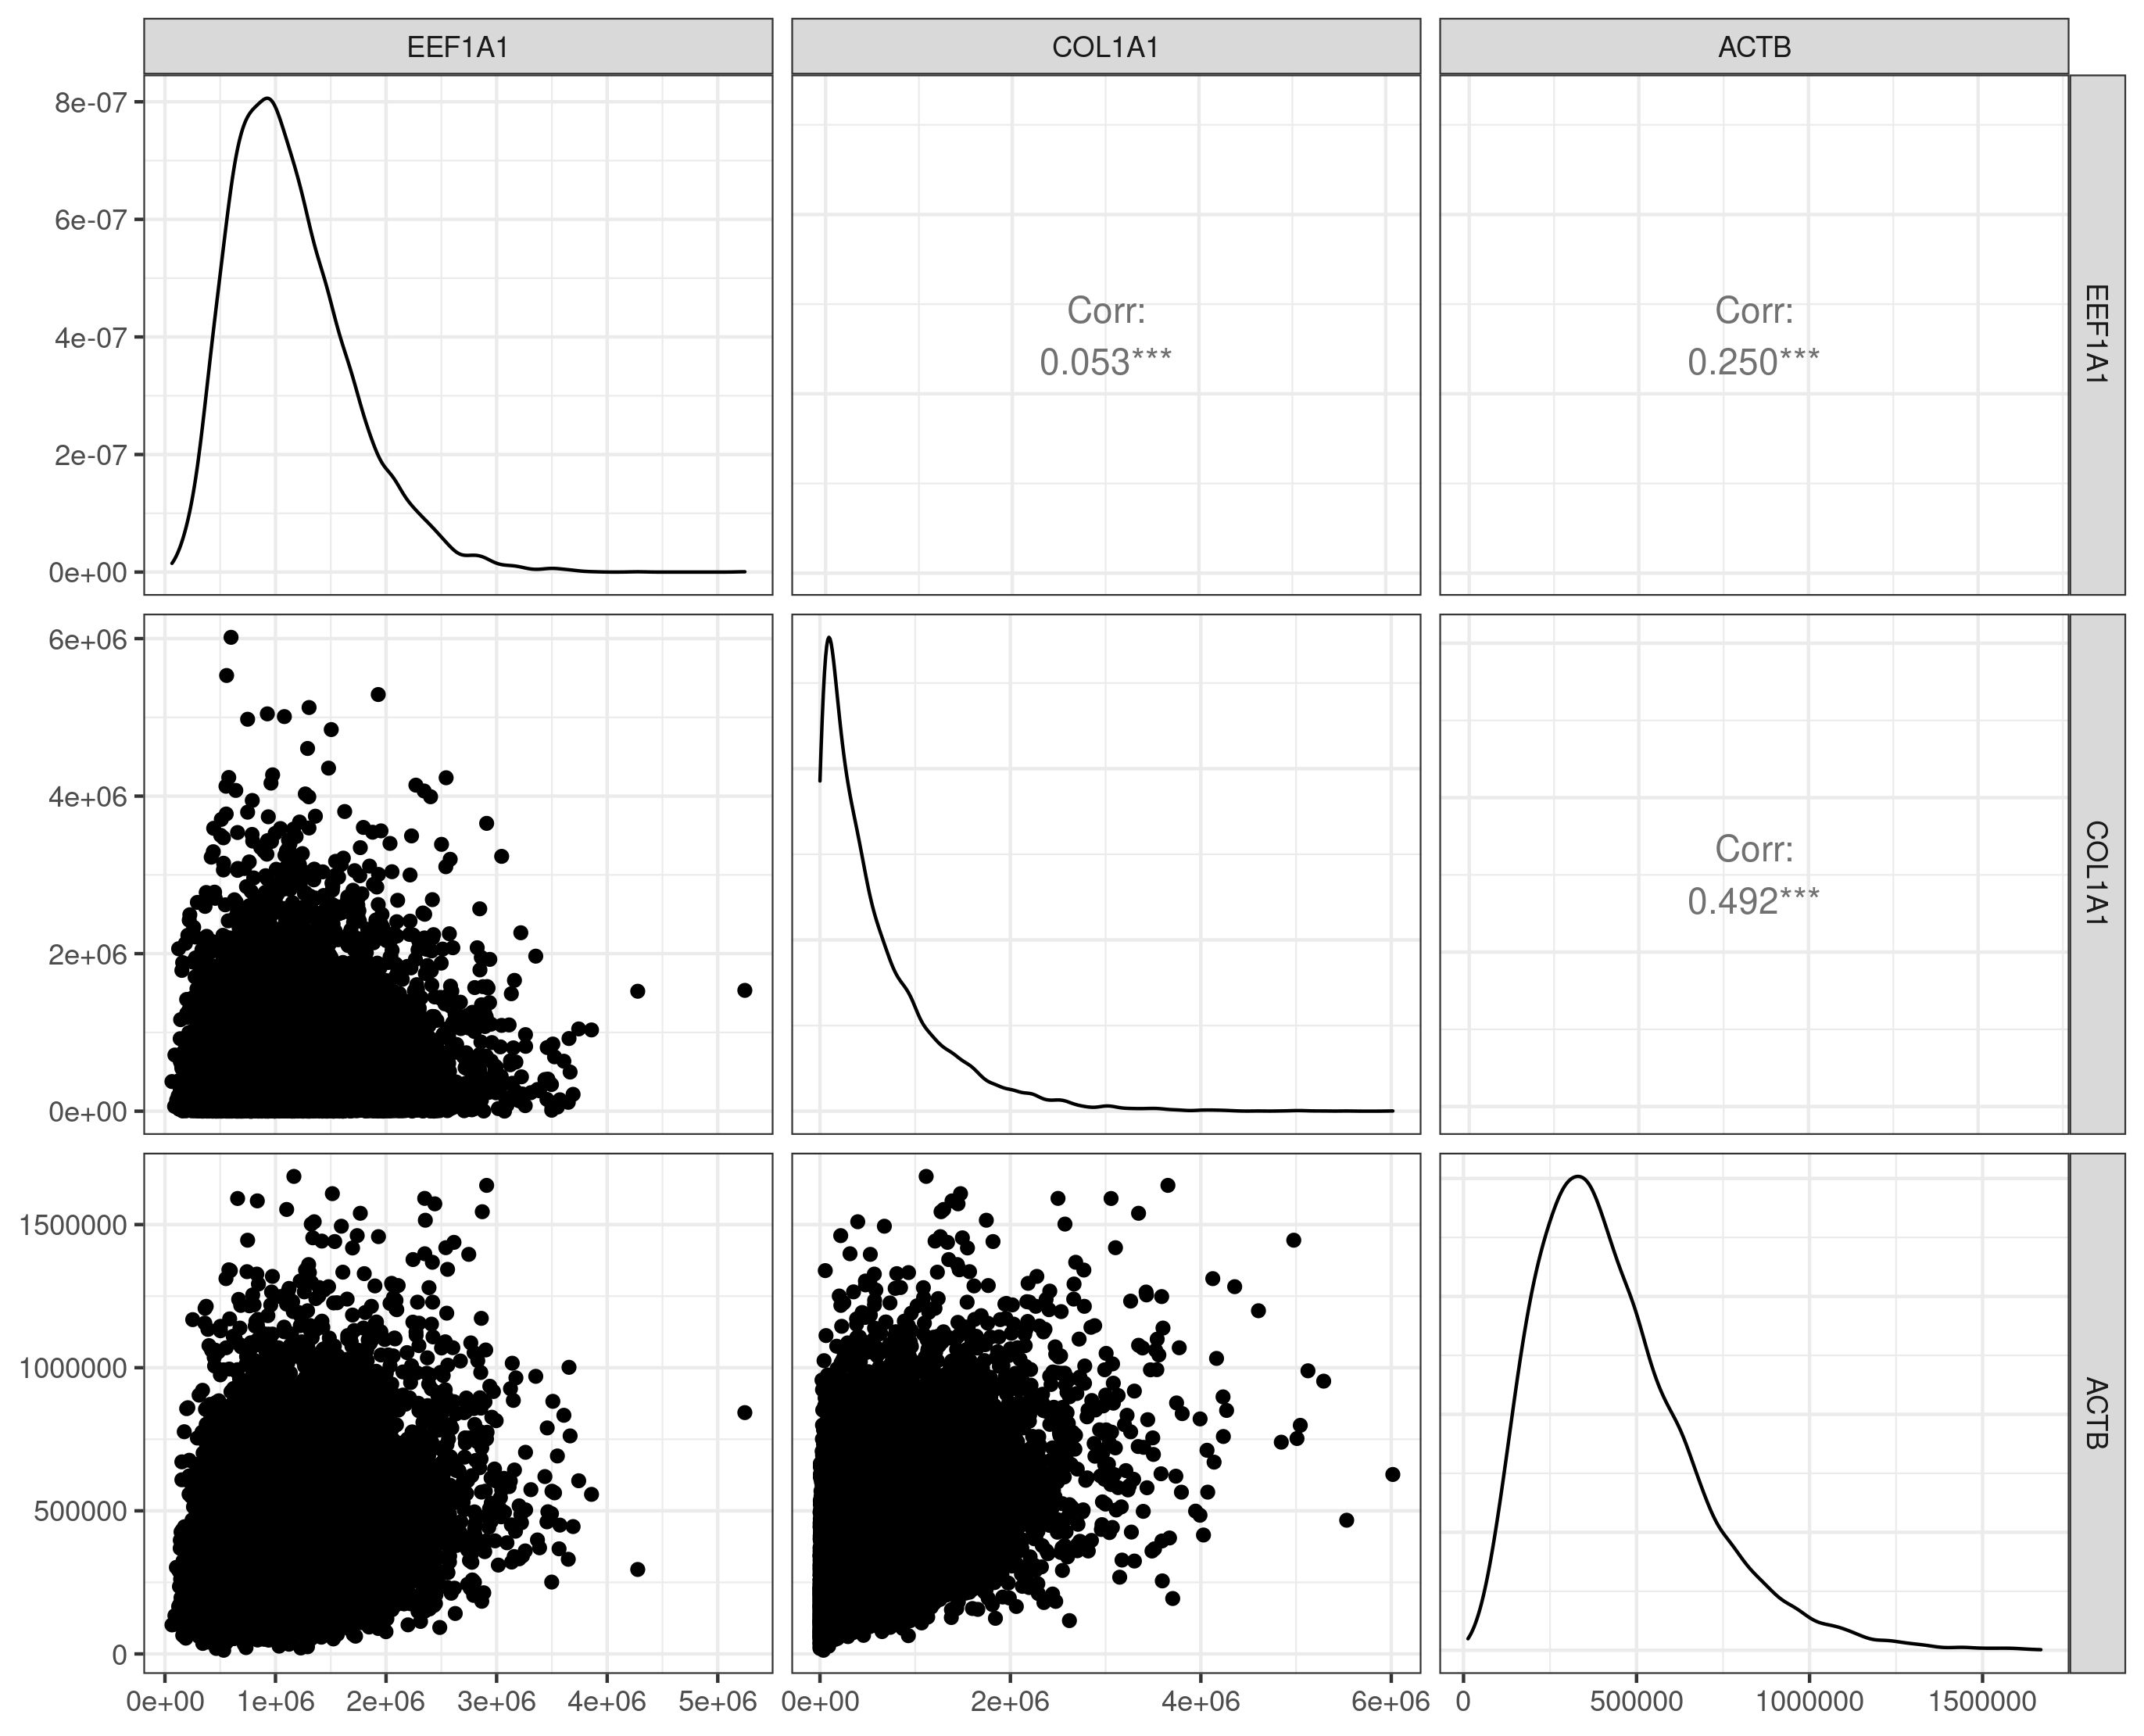 EEF1A1 COL1A1 ACTB
8e-07
6e-07
4e-07
2e-07
0e+00
Corr:
0.053***
Corr:
0.250***
EEF1A1
6e+06
4e+06
2e+06
0e+00
Corr:
0.492***
COL1A1
1500000
1000000
500000
0
ACTB
0e+00 1e+06 2e+06 3e+06 4e+06 5e+06 0e+00 2e+06 4e+06 6e+06 0 500000 1000000 1500000